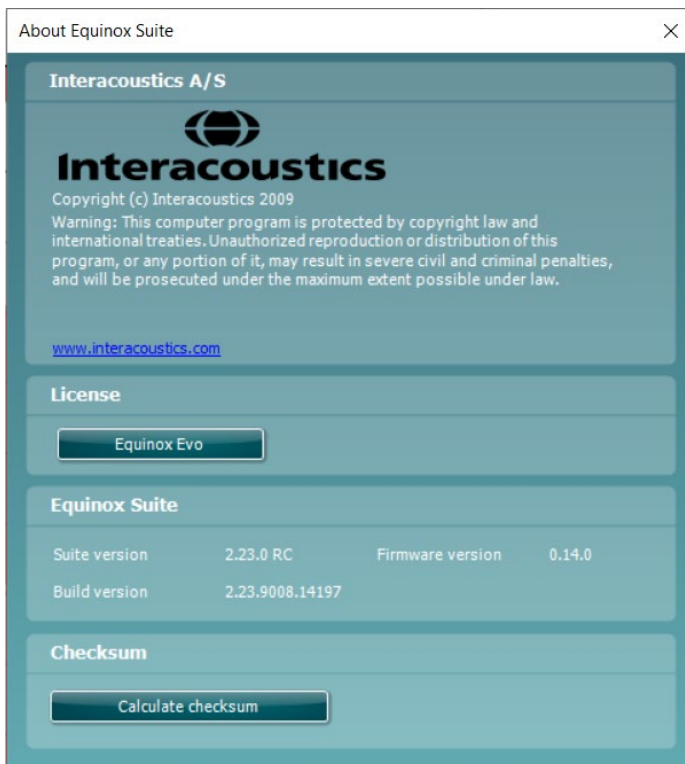 About Equinox Suite
Interacoustics A/S
Interacoustics
Copyright (c) Interacoustics 2009
Warning: This computer program is protected by copyright law and
international treaties. Unauthorized reproduction or distribution of this
program, or any portion of it, may result in severe civil and criminal penalties,
and will be prosecuted under the maximum extent possible under law.
www.interacoustics.com
License
Equinox Evo
Equinox Suite
Suite version 2.23.0 RC Firmware version 0.14.0
Build version 2.23.9008.14197
Checksum
Calculate checksum